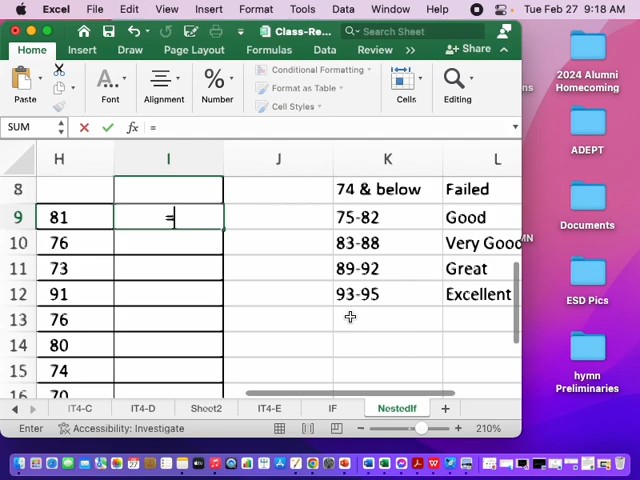 Excel File Edit View Insert Format Tools Data Window Help Tue Feb 27 9:18 AM
Class-Re... Search Sheet
Home Insert Draw Page Layout Formulas Data Review Share
Paste Font Alignment Number Conditional Formatting Format as Table Cell Styles Cells Editing
SUM fx =
H I J K L
8 74 & below Failed
9 81 = 75-82 Good
10 76 83-88 Very Good
11 73 89-92 Great
12 91 93-95 Excellent
13 76
14 80
15 74
16 70
IT4-C IT4-D Sheet2 IT4-E IF NestedIf
Enter Accessibility: Investigate 210%
2024 Alumni
Homecoming
ADEPT
Documents
ESD Pics
hymn
Preliminaries